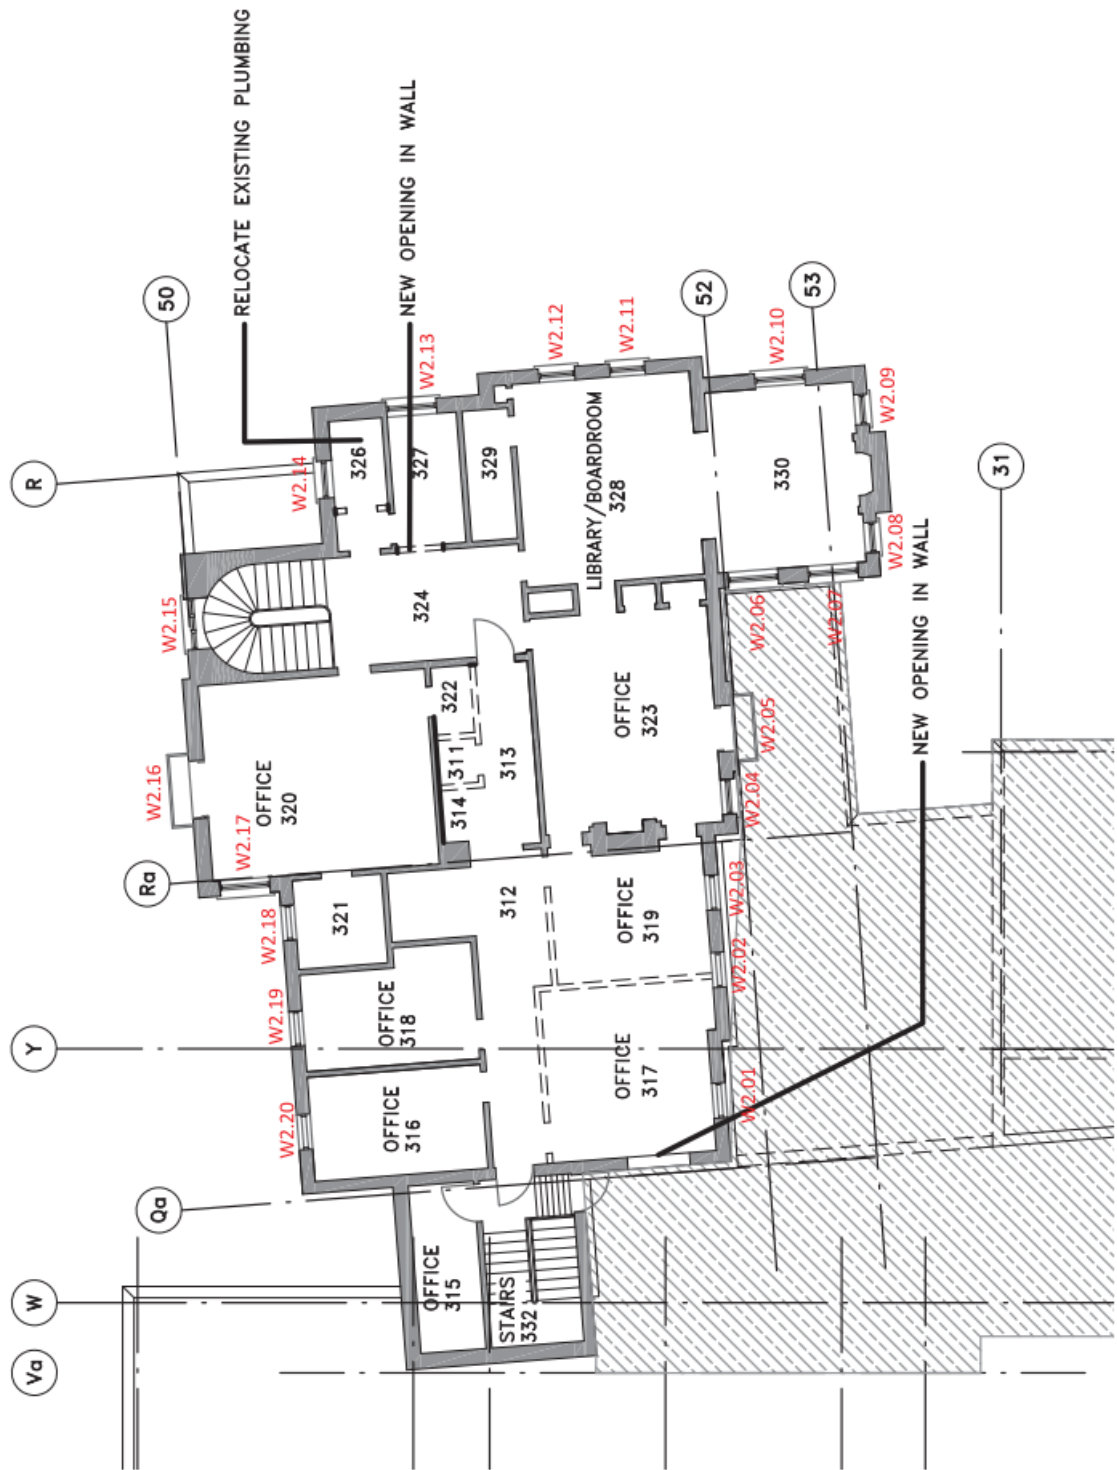 RELOCATE EXISTING PLUMBING
NEW OPENING IN WALL
50
52
53
31
R
Ra
Y
Qa
W
Va
W2.14
W2.13
W2.12
W2.11
W2.10
W2.09
W2.08
W2.07
W2.06
W2.05
W2.04
W2.03
W2.02
W2.01
W2.15
W2.16
W2.17
W2.18
W2.19
W2.20
326
327
329
LIBRARY/BOARDROOM
328
330
324
322
311
314
313
OFFICE
320
OFFICE
323
321
312
OFFICE
319
OFFICE
318
OFFICE
317
OFFICE
316
OFFICE
315
STAIRS
332
NEW OPENING IN WALL